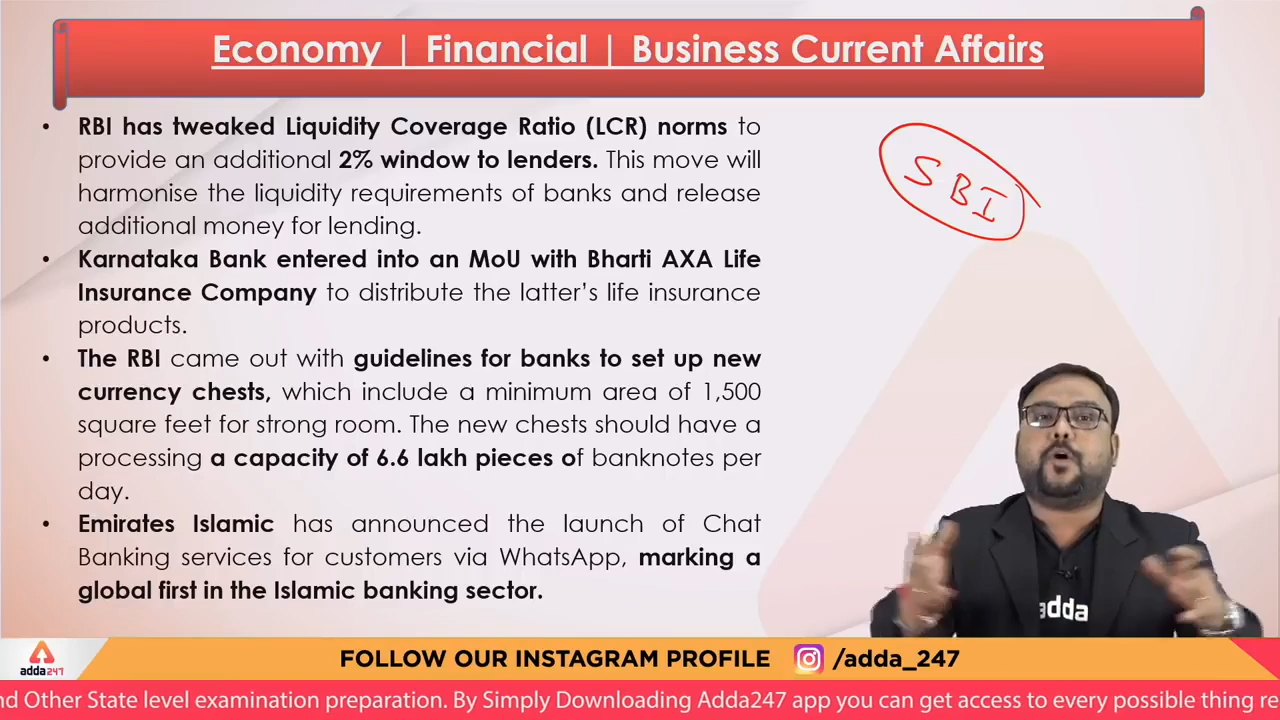 Economy | Financial | Business Current Affairs
• RBI has tweaked Liquidity Coverage Ratio (LCR) norms to
provide an additional 2% window to lenders. This move will
harmonise the liquidity requirements of banks and release
additional money for lending.
• Karnataka Bank entered into an MoU with Bharti AXA Life
Insurance Company to distribute the latter's life insurance
products.
• The RBI came out with guidelines for banks to set up new
currency chests, which include a minimum area of 1,500
square feet for strong room. The new chests should have a
processing a capacity of 6.6 lakh pieces of banknotes per
day.
• Emirates Islamic has announced the launch of Chat
Banking services for customers via WhatsApp, marking a
global first in the Islamic banking sector.
SBI
adda
adda247
FOLLOW OUR INSTAGRAM PROFILE /adda_247
nd Other State level examination preparation. By Simply Downloading Adda247 app you can get access to every possible thing re